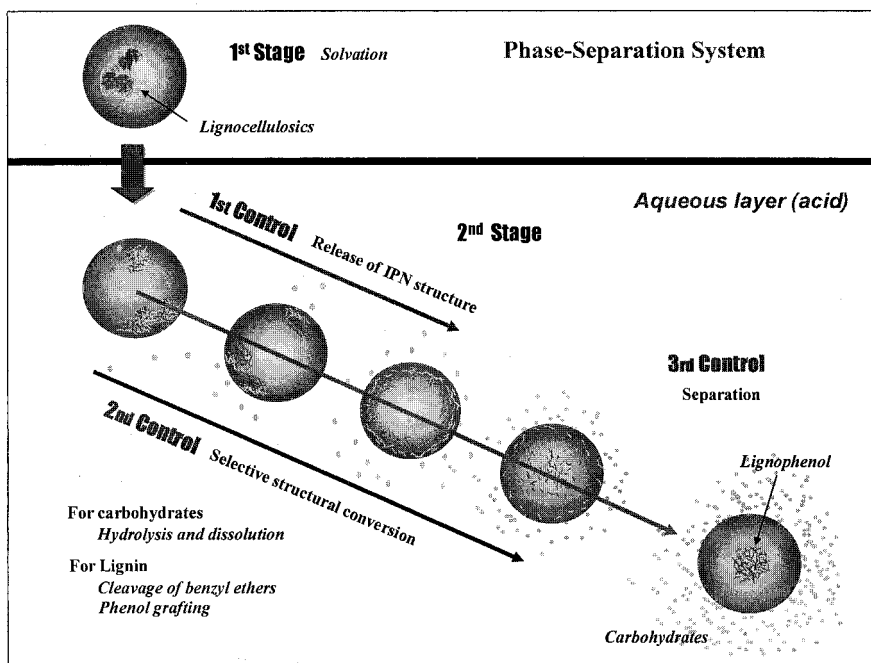 1st Stage Solvation
Phase-Separation System
Lignocellulosics
Aqueous layer (acid)
1st Control Release of IPN structure
2nd Stage
3rd Control
Separation
2nd Control Selective structural conversion
Lignophenol
For carbohydrates
Hydrolysis and dissolution
For Lignin
Cleavage of benzyl ethers
Phenol grafting
Carbohydrates